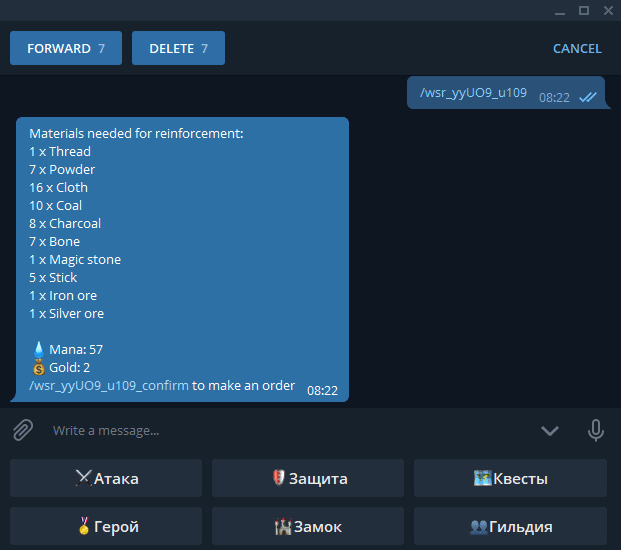 FORWARD 7 DELETE 7 CANCEL
/wsr_yyUO9_u109 08:22
Materials needed for reinforcement:
1 x Thread
7 x Powder
16 x Cloth
10 x Coal
8 x Charcoal
7 x Bone
1 x Magic stone
5 x Stick
1 x Iron ore
1 x Silver ore
Mana: 57
Gold: 2
/wsr_yyUO9_u109_confirm to make an order 08:22
Write a message...
Атака Защита Квесты
Герой Замок Гильдия